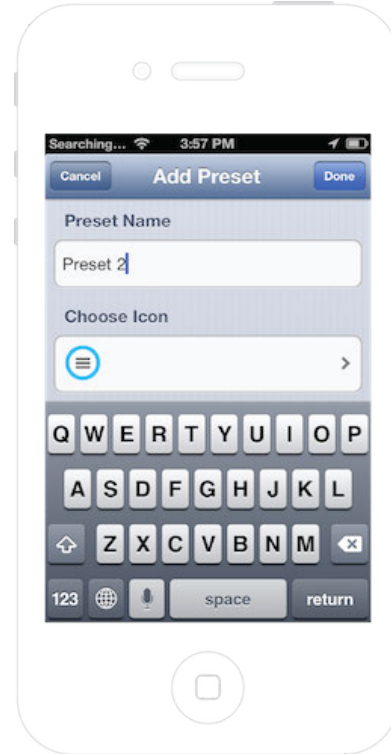 Searching... 3:57 PM
Cancel Add Preset Done
Preset Name
Preset 2
Choose Icon
Q W E R T Y U I O P
A S D F G H J K L
Z X C V B N M
123 space return